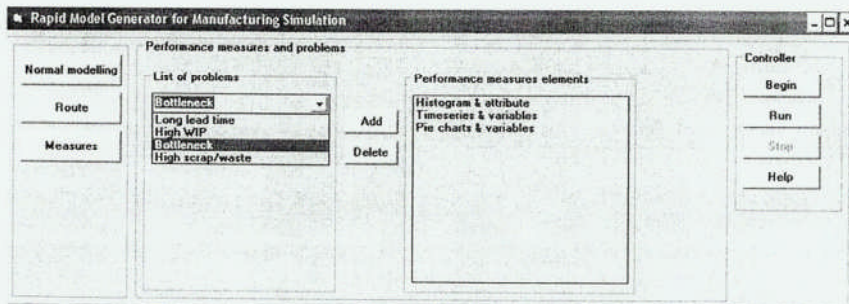 Rapid Model Generator for Manufacturing Simulation
Normal modelling
Route
Measures
Performance measures and problems
List of problems
Bottleneck
Long lead time
High WIP
Bottleneck
High scrap/waste
Add
Delete
Performance measures elements
Histogram & attribute
Timeseries & variables
Pie charts & variables
Controller
Begin
Run
Stop
Help